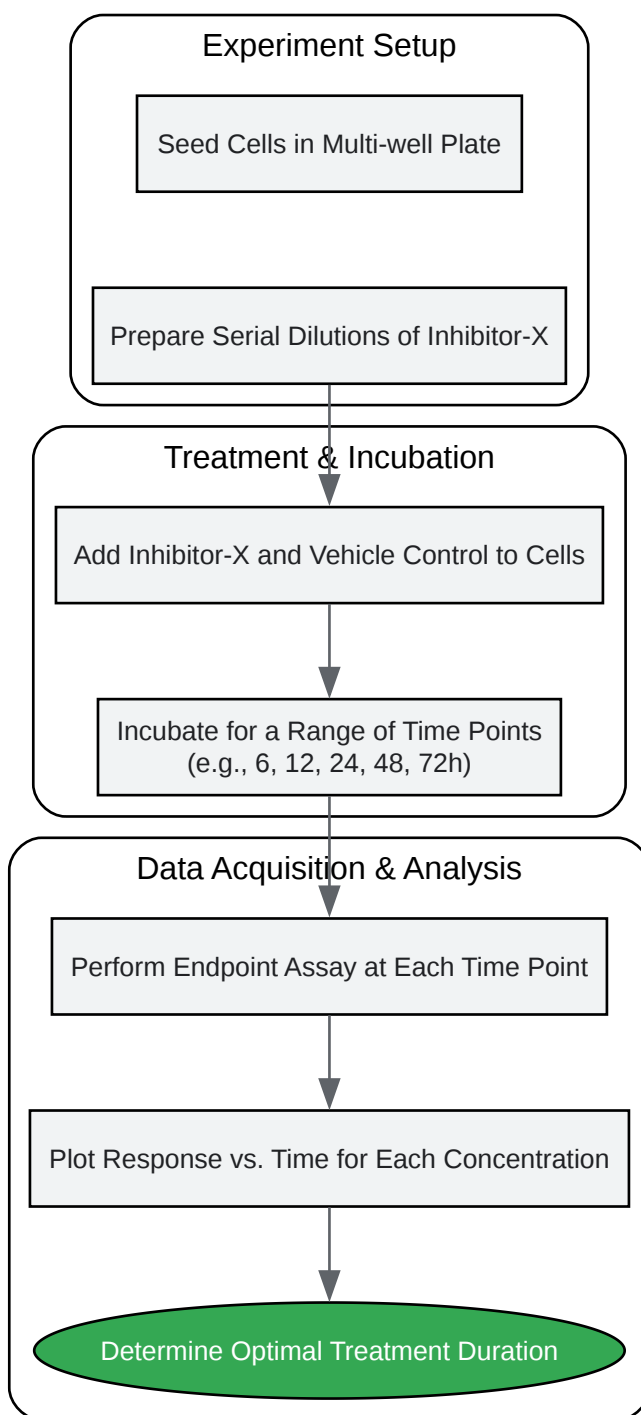 Experiment Setup
Seed Cells in Multi-well Plate
Prepare Serial Dilutions of Inhibitor-X
Treatment & Incubation
Add Inhibitor-X and Vehicle Control to Cells
Incubate for a Range of Time Points
(e.g., 6, 12, 24, 48, 72h)
Data Acquisition & Analysis
Perform Endpoint Assay at Each Time Point
Plot Response vs. Time for Each Concentration
Determine Optimal Treatment Duration